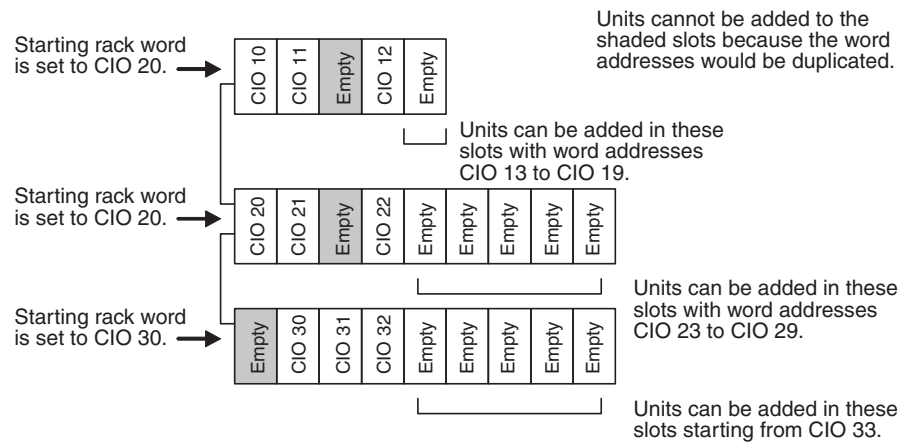 Units cannot be added to the
shaded slots because the word
addresses would be duplicated.
Starting rack word
is set to CIO 20.
CIO 10
CIO 11
Empty
CIO 12
Empty
Units can be added in these
slots with word addresses
CIO 13 to CIO 19.
Starting rack word
is set to CIO 20.
CIO 20
CIO 21
Empty
CIO 22
Empty
Empty
Empty
Empty
Empty
Units can be added in these
slots with word addresses
CIO 23 to CIO 29.
Starting rack word
is set to CIO 30.
Empty
CIO 30
CIO 31
CIO 32
Empty
Empty
Empty
Empty
Empty
Units can be added in these
slots starting from CIO 33.